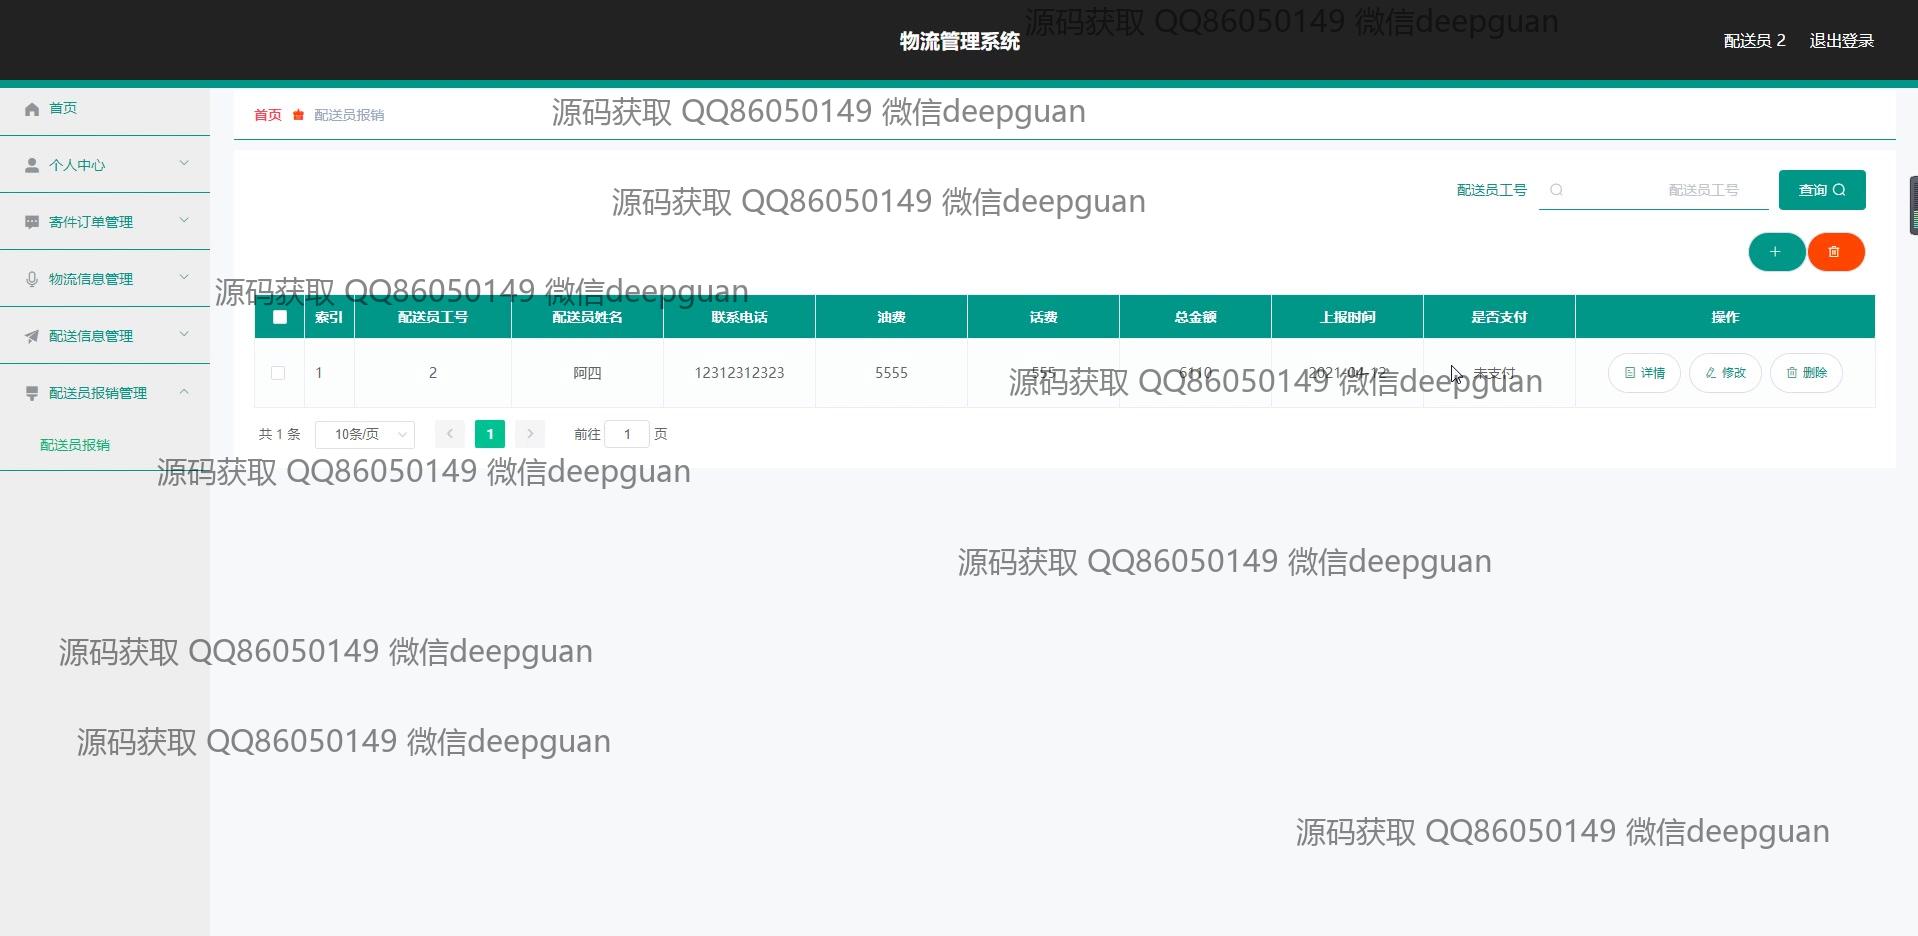 源码获取 QQ86050149 微信deepguan
物流管理系统
配送员 2 退出登录
首页
个人中心
寄件订单管理
物流信息管理
配送信息管理
配送员报销管理
配送员报销
首页 配送员报销
源码获取 QQ86050149 微信deepguan
源码获取 QQ86050149 微信deepguan
配送员工号 配送员工号 查询
源码获取 QQ86050149 微信deepguan
索引 配送员工号 配送员姓名 联系电话 油费 话费 总金额 上报时间 是否支付 操作
1 2 阿四 12312312323 5555 555 6110 2021-04-12 未支付 详情 修改 删除
源码获取 QQ86050149 微信deepguan
共 1 条 10条/页 1 前往 1 页
源码获取 QQ86050149 微信deepguan
源码获取 QQ86050149 微信deepguan
源码获取 QQ86050149 微信deepguan
源码获取 QQ86050149 微信deepguan
源码获取 QQ86050149 微信deepguan